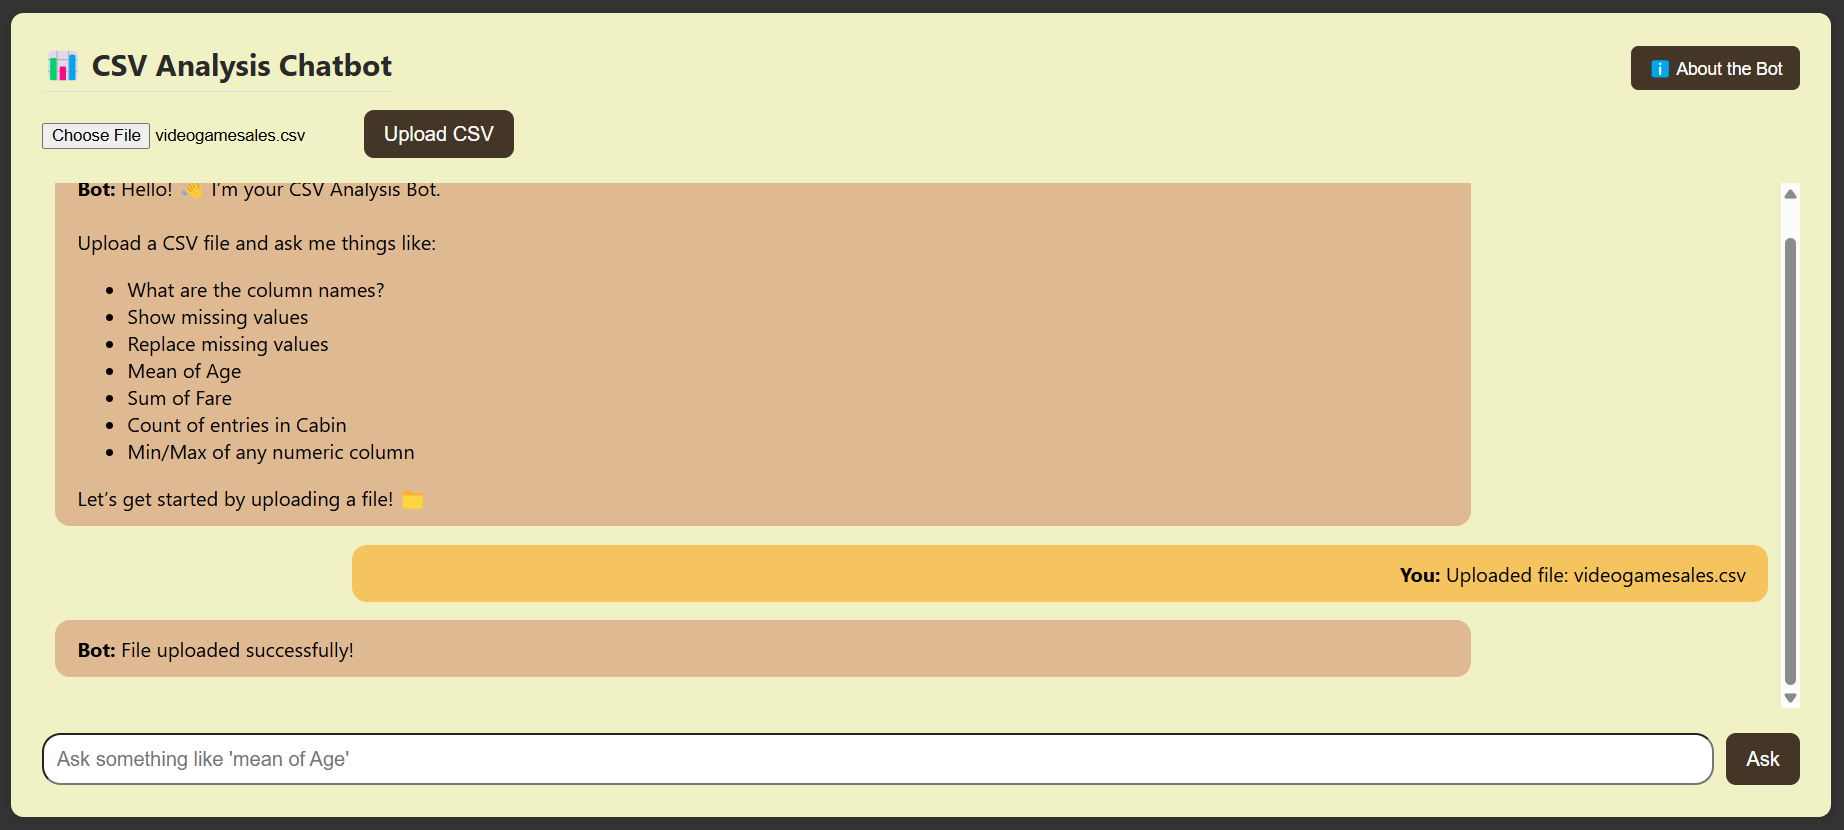 CSV Analysis Chatbot
About the Bot
Choose File videogamesales.csv
Upload CSV
Bot: Hello! 👋 I'm your CSV Analysis Bot.
Upload a CSV file and ask me things like:
• What are the column names?
• Show missing values
• Replace missing values
• Mean of Age
• Sum of Fare
• Count of entries in Cabin
• Min/Max of any numeric column
Let’s get started by uploading a file! 📁
You: Uploaded file: videogamesales.csv
Bot: File uploaded successfully!
Ask something like 'mean of Age'
Ask